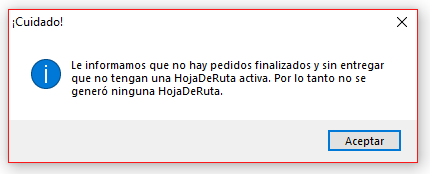 ¡Cuidado!
Le informamos que no hay pedidos finalizados y sin entregar
que no tengan una HojaDeRuta activa. Por lo tanto no se
generó ninguna HojaDeRuta.
Aceptar